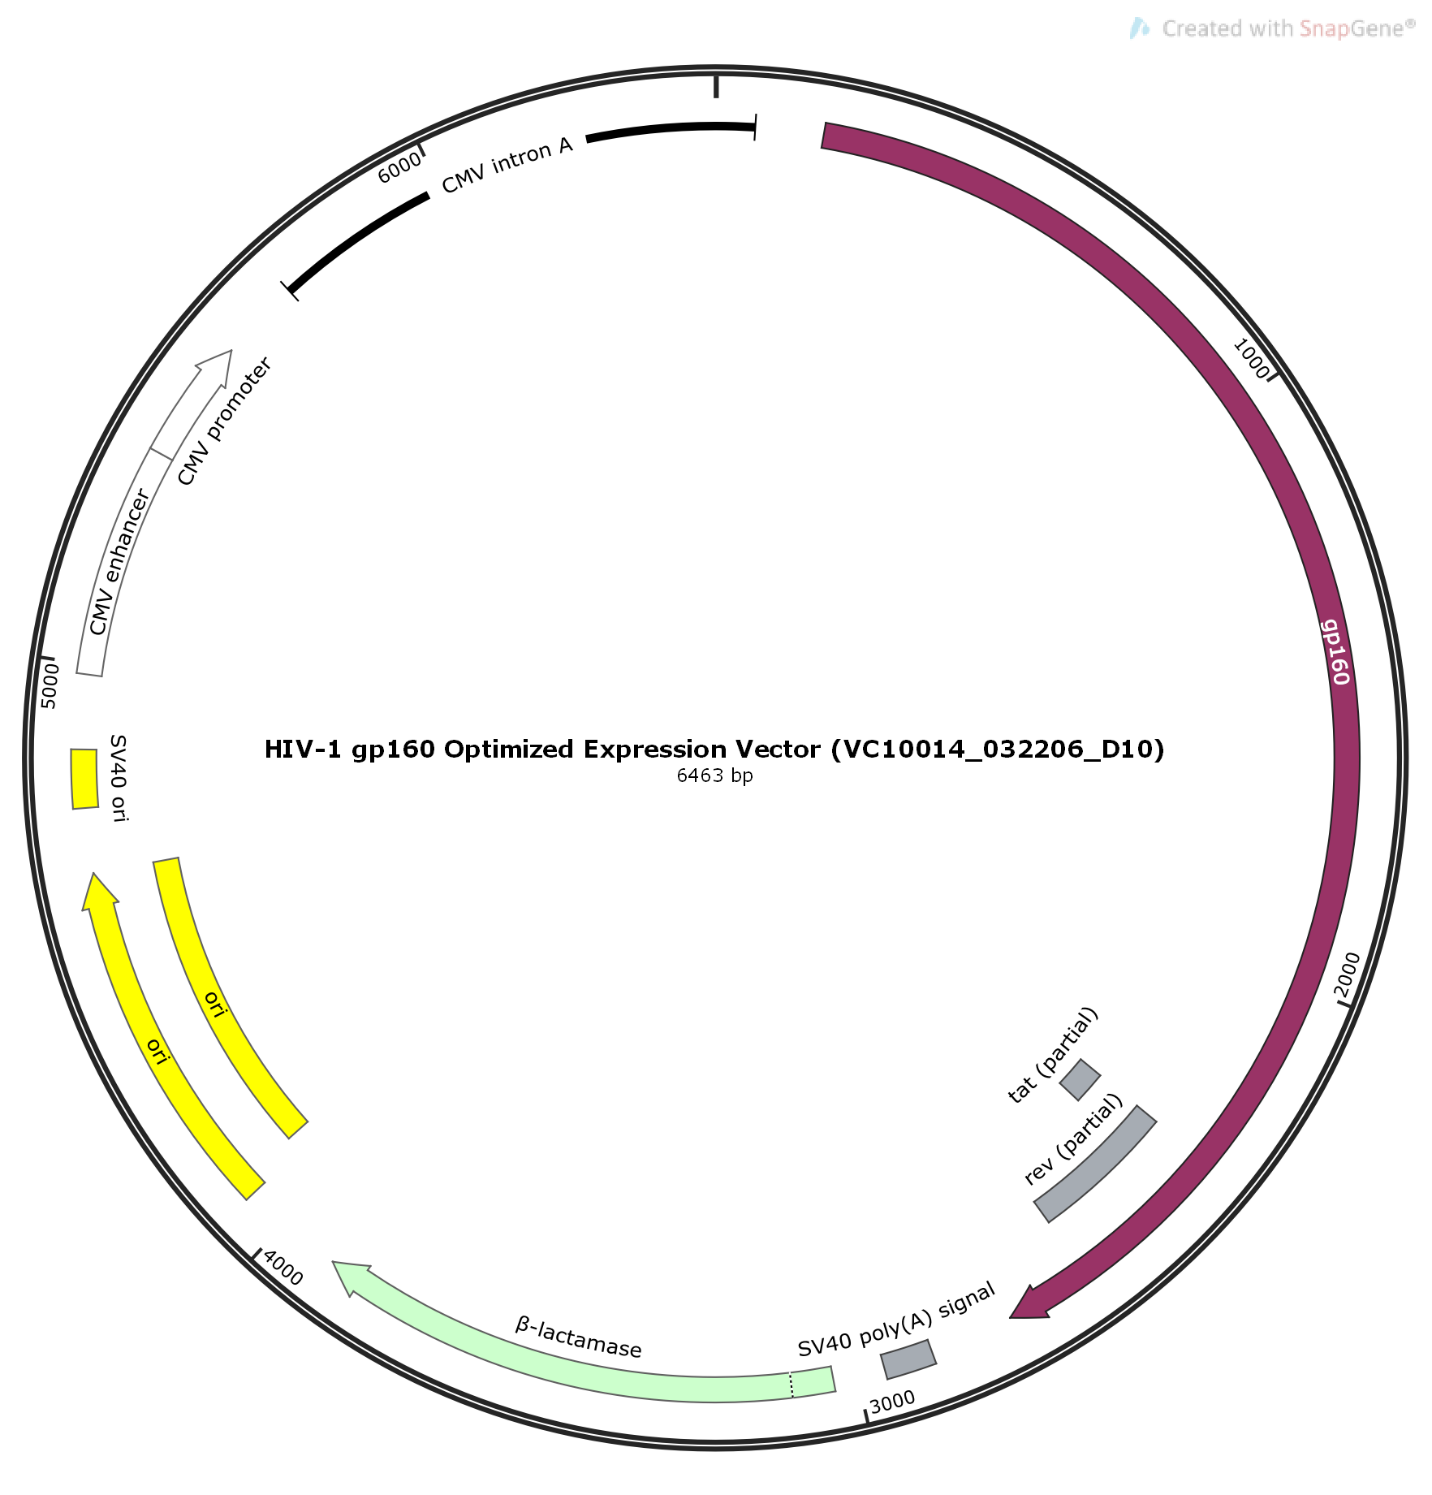 Created with SnapGene®
6000
CMV intron A
1000
CMV promoter
CMV enhancer
gp160
5000
SV40 ori
HIV-1 gp160 Optimized Expression Vector (VC10014_032206_D10)
6463 bp
2000
ori
ori
tat (partial)
rev (partial)
4000
SV40 poly(A) signal
β-lactamase
3000